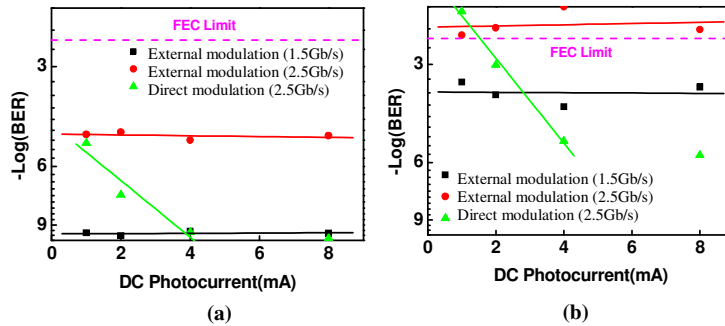 (a)
FEC Limit
External modulation (1.5Gb/s)
External modulation (2.5Gb/s)
Direct modulation (2.5Gb/s)
-Log(BER)
3
6
9
0 2 4 6 8
DC Photocurrent(mA)
(a)
(b)
FEC Limit
External modulation (1.5Gb/s)
External modulation (2.5Gb/s)
Direct modulation (2.5Gb/s)
-Log(BER)
3
6
9
0 2 4 6 8
DC Photocurrent(mA)
(b)